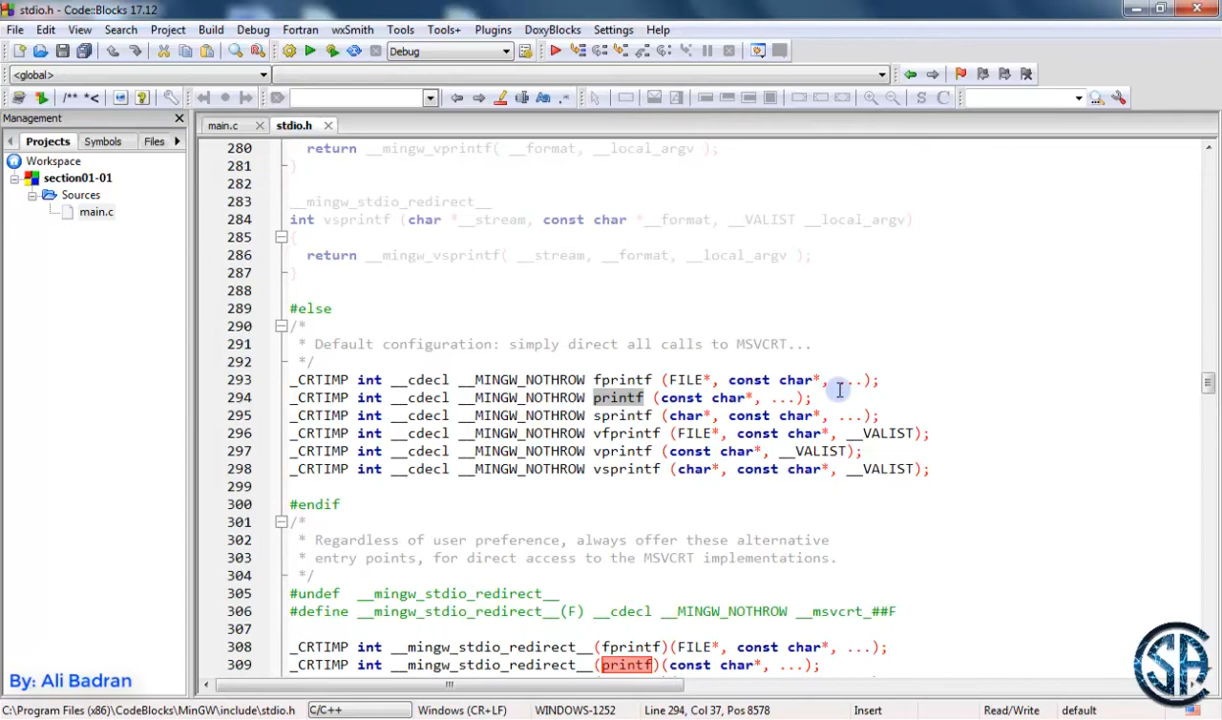 stdio.h - Code::Blocks 17.12
File Edit View Search Project Build Debug Fortran wxSmith Tools Tools+ Plugins DoxyBlocks Settings Help
Debug
<global>
/** *<
S C
Management
main.c stdio.h
Projects Symbols Files
Workspace
section01-01
Sources
main.c
280 return __mingw_vprintf( __format, __local_argv );
281 }
282
283 __mingw_stdio_redirect__
284 int vsprintf (char *__stream, const char *__format, __VALIST __local_argv)
285 {
286 return __mingw_vsprintf( __stream, __format, __local_argv );
287 }
288
289 #else
290 /*
291 * Default configuration: simply direct all calls to MSVCRT...
292 */
293 _CRTIMP int __cdecl __MINGW_NOTHROW fprintf (FILE*, const char*, ...);
294 _CRTIMP int __cdecl __MINGW_NOTHROW printf (const char*, ...);
295 _CRTIMP int __cdecl __MINGW_NOTHROW sprintf (char*, const char*, ...);
296 _CRTIMP int __cdecl __MINGW_NOTHROW vfprintf (FILE*, const char*, __VALIST);
297 _CRTIMP int __cdecl __MINGW_NOTHROW vprintf (const char*, __VALIST);
298 _CRTIMP int __cdecl __MINGW_NOTHROW vsprintf (char*, const char*, __VALIST);
299
300 #endif
301 /*
302 * Regardless of user preference, always offer these alternative
303 * entry points, for direct access to the MSVCRT implementations.
304 */
305 #undef __mingw_stdio_redirect__
306 #define __mingw_stdio_redirect__(F) __cdecl __MINGW_NOTHROW __msvcrt_##F
307
308 _CRTIMP int __mingw_stdio_redirect__(fprintf)(FILE*, const char*, ...);
309 _CRTIMP int __mingw_stdio_redirect__(printf)(const char*, ...);
By: Ali Badran
CSA
C:\Program Files (x86)\CodeBlocks\MinGW\include\stdio.h C/C++ Windows (CR+LF) WINDOWS-1252 Line 294, Col 37, Pos 8578 Insert Read/Write default